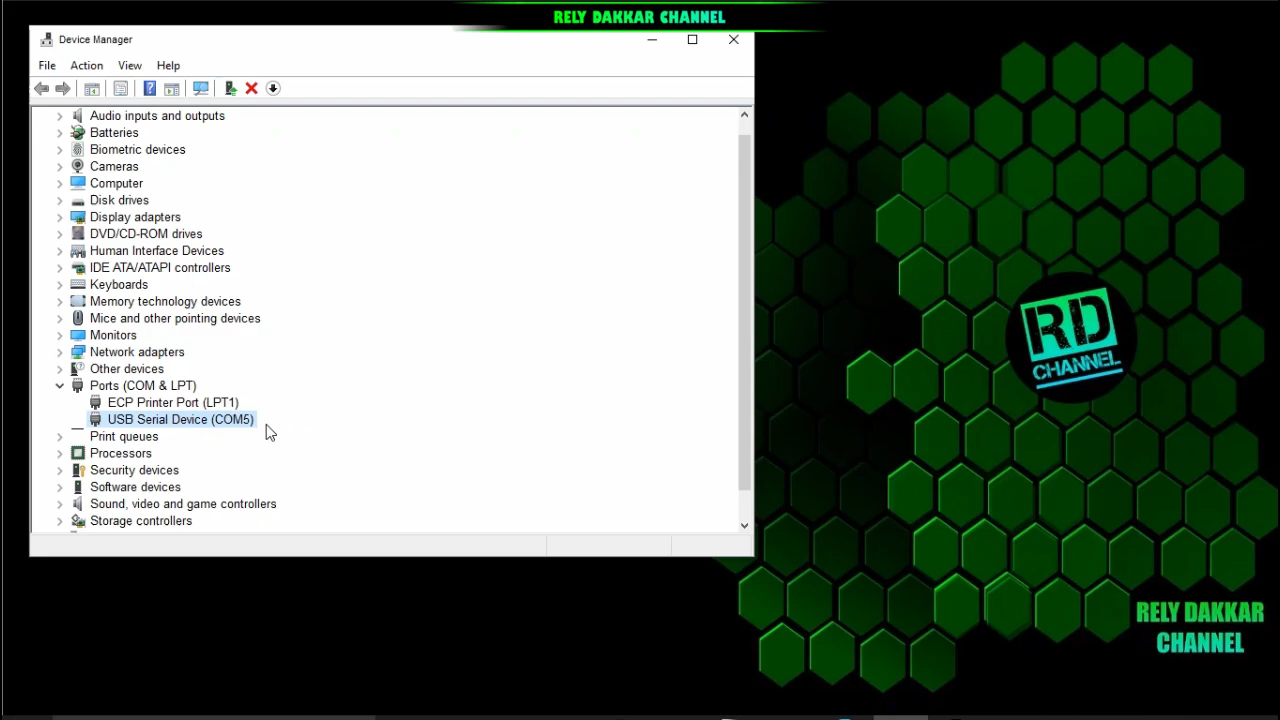 RELY DAKKAR CHANNEL
Device Manager
File Action View Help
Audio inputs and outputs
Batteries
Biometric devices
Cameras
Computer
Disk drives
Display adapters
DVD/CD-ROM drives
Human Interface Devices
IDE ATA/ATAPI controllers
Keyboards
Memory technology devices
Mice and other pointing devices
Monitors
Network adapters
Other devices
Ports (COM & LPT)
ECP Printer Port (LPT1)
USB Serial Device (COM5)
Print queues
Processors
Security devices
Software devices
Sound, video and game controllers
Storage controllers
RD
CHANNEL
RELY DAKKAR
CHANNEL